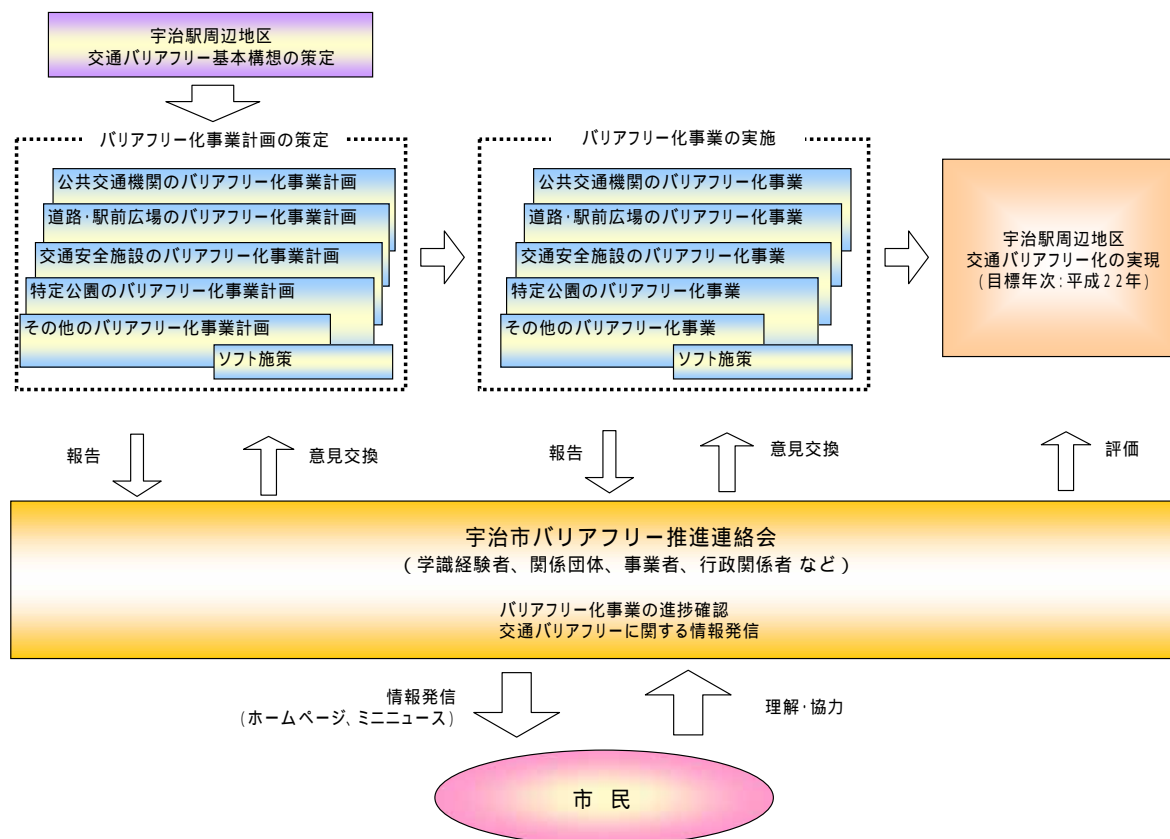 宇治駅周辺地区
交通バリアフリー基本構想の策定
バリアフリー化事業計画の策定
公共交通機関のバリアフリー化事業計画
道路・駅前広場のバリアフリー化事業計画
交通安全施設のバリアフリー化事業計画
特定公園のバリアフリー化事業計画
その他のバリアフリー化事業計画
ソフト施策
バリアフリー化事業の実施
公共交通機関のバリアフリー化事業
道路・駅前広場のバリアフリー化事業
交通安全施設のバリアフリー化事業
特定公園のバリアフリー化事業
その他のバリアフリー化事業
ソフト施策
宇治駅周辺地区
交通バリアフリー化の実現
(目標年次:平成22年)
報告
意見交換
報告
意見交換
評価
宇治市バリアフリー推進連絡会
(学識経験者、関係団体、事業者、行政関係者 など)
バリアフリー化事業の進捗確認
交通バリアフリーに関する情報発信
情報発信
(ホームページ、ミニニュース)
理解・協力
市 民